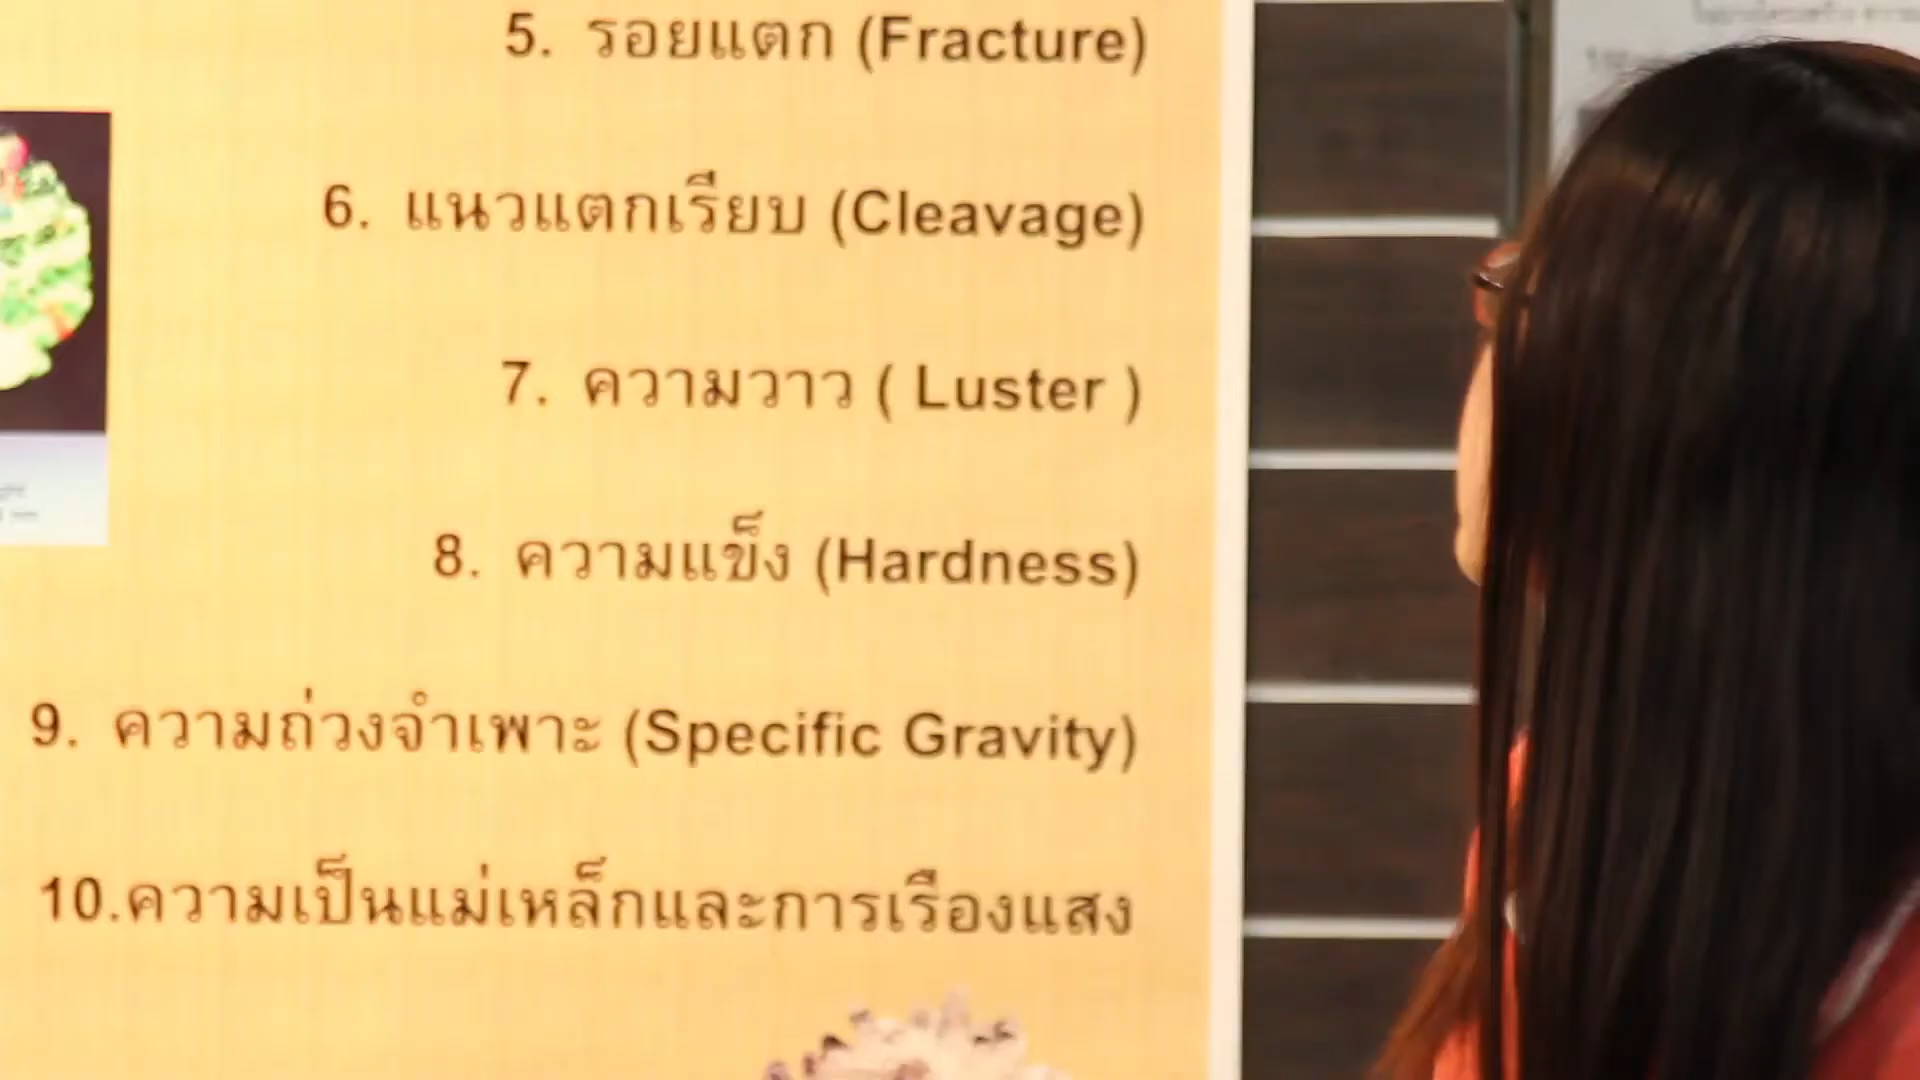 5. รอยแตก (Fracture)
6. แนวแตกเรียบ (Cleavage)
7. ความวาว ( Luster )
8. ความแข็ง (Hardness)
9. ความถ่วงจำเพาะ (Specific Gravity)
10.ความเป็นแม่เหล็กและการเรืองแสง